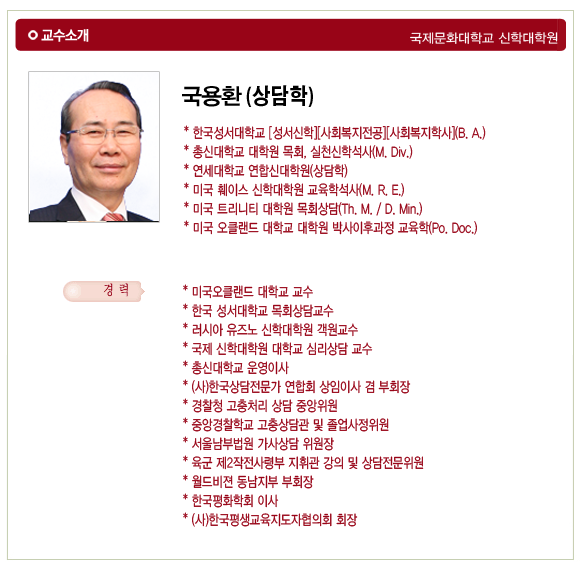 교수소개
국제문화대학교 신학대학원
국용환 (상담학)
* 한국성서대학교 [성서신학][사회복지전공][사회복지학사](B. A.)
* 총신대학교 대학원 목회, 실천신학석사(M. Div.)
* 연세대학교 연합신대학원(상담학)
* 미국 훼이스 신학대학원 교육학석사(M. R. E.)
* 미국 트리니티 대학원 목회상담(Th. M. / D. Min.)
* 미국 오클랜드 대학교 대학원 박사이후과정 교육학(Po. Doc.)
경 력
* 미국오클랜드 대학교 교수
* 한국 성서대학교 목회상담교수
* 러시아 유즈노 신학대학원 객원교수
* 국제 신학대학원 대학교 심리상담 교수
* 총신대학교 운영이사
* (사)한국상담전문가 연합회 상임이사 겸 부회장
* 경찰청 고충처리 상담 중앙위원
* 중앙경찰학교 고충상담관 및 졸업사정위원
* 서울남부법원 가사상담 위원장
* 육군 제2작전사령부 지휘관 강의 및 상담전문위원
* 월드비젼 동남지부 부회장
* 한국평화학회 이사
* (사)한국평생교육지도자협의회 회장